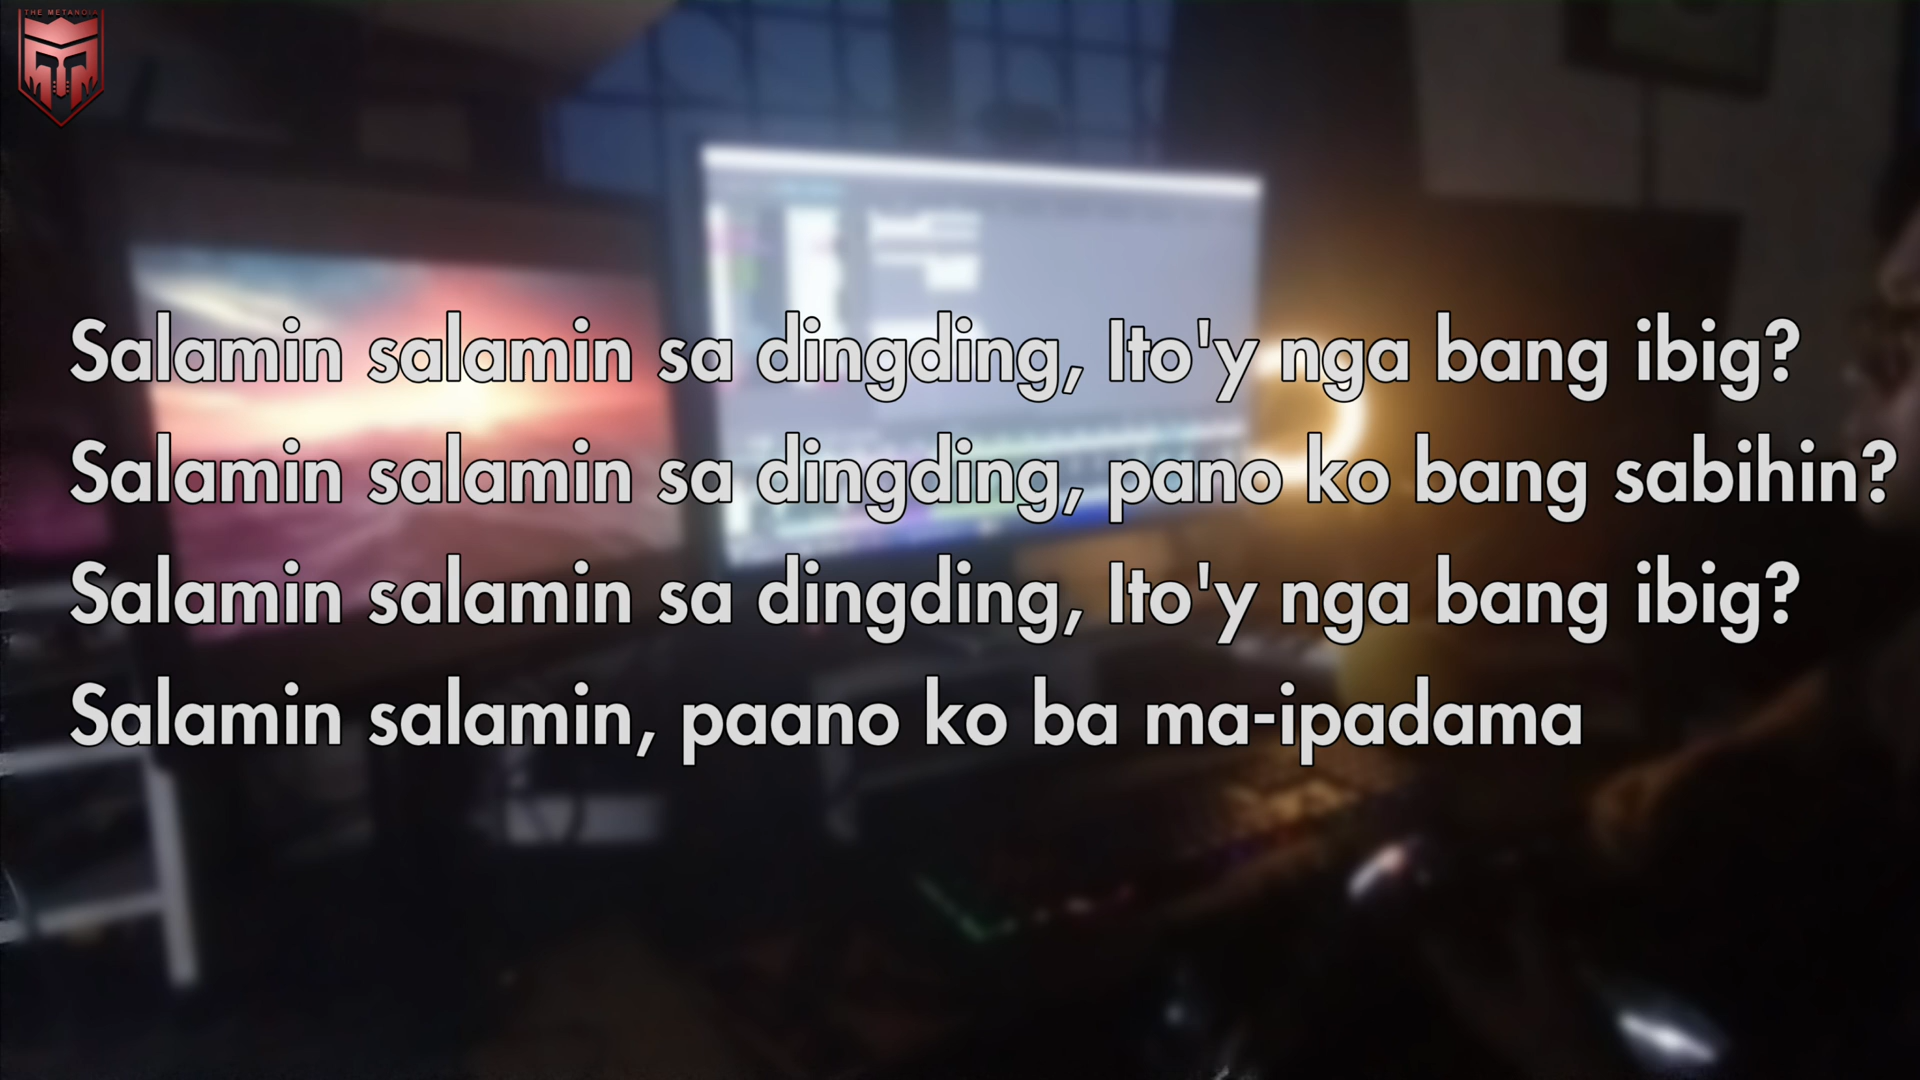 THE METANOIA
Salamin salamin sa dingding, Ito'y nga bang ibig?
Salamin salamin sa dingding, pano ko bang sabihin?
Salamin salamin sa dingding, Ito'y nga bang ibig?
Salamin salamin, paano ko ba ma-ipadama